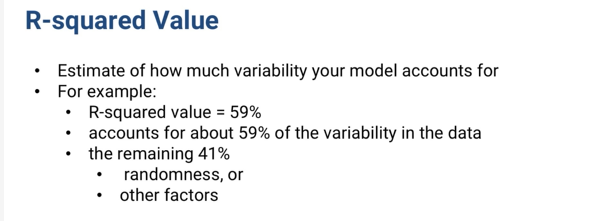 R-squared Value
• Estimate of how much variability your model accounts for
• For example:
• R-squared value = 59%
• accounts for about 59% of the variability in the data
• the remaining 41%
• randomness, or
• other factors